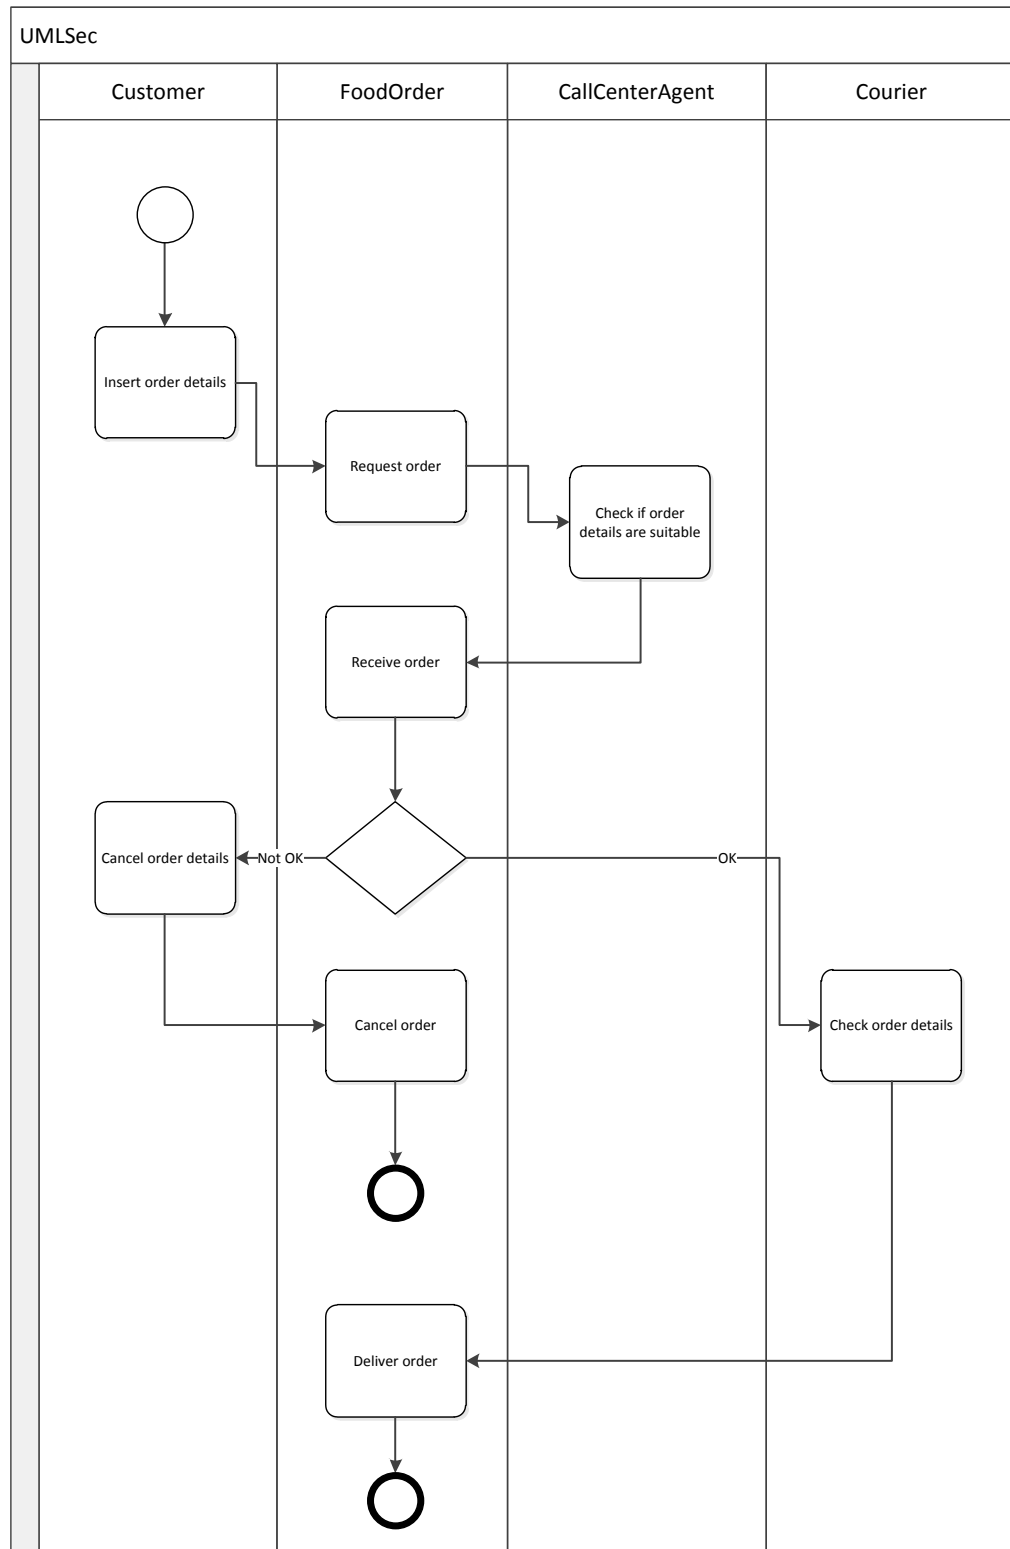 UMLSec
Customer
FoodOrder
CallCenterAgent
Courier
Insert order details
Request order
Check if order
details are suitable
Receive order
Cancel order details
Not OK
OK
Cancel order
Check order details
Deliver order